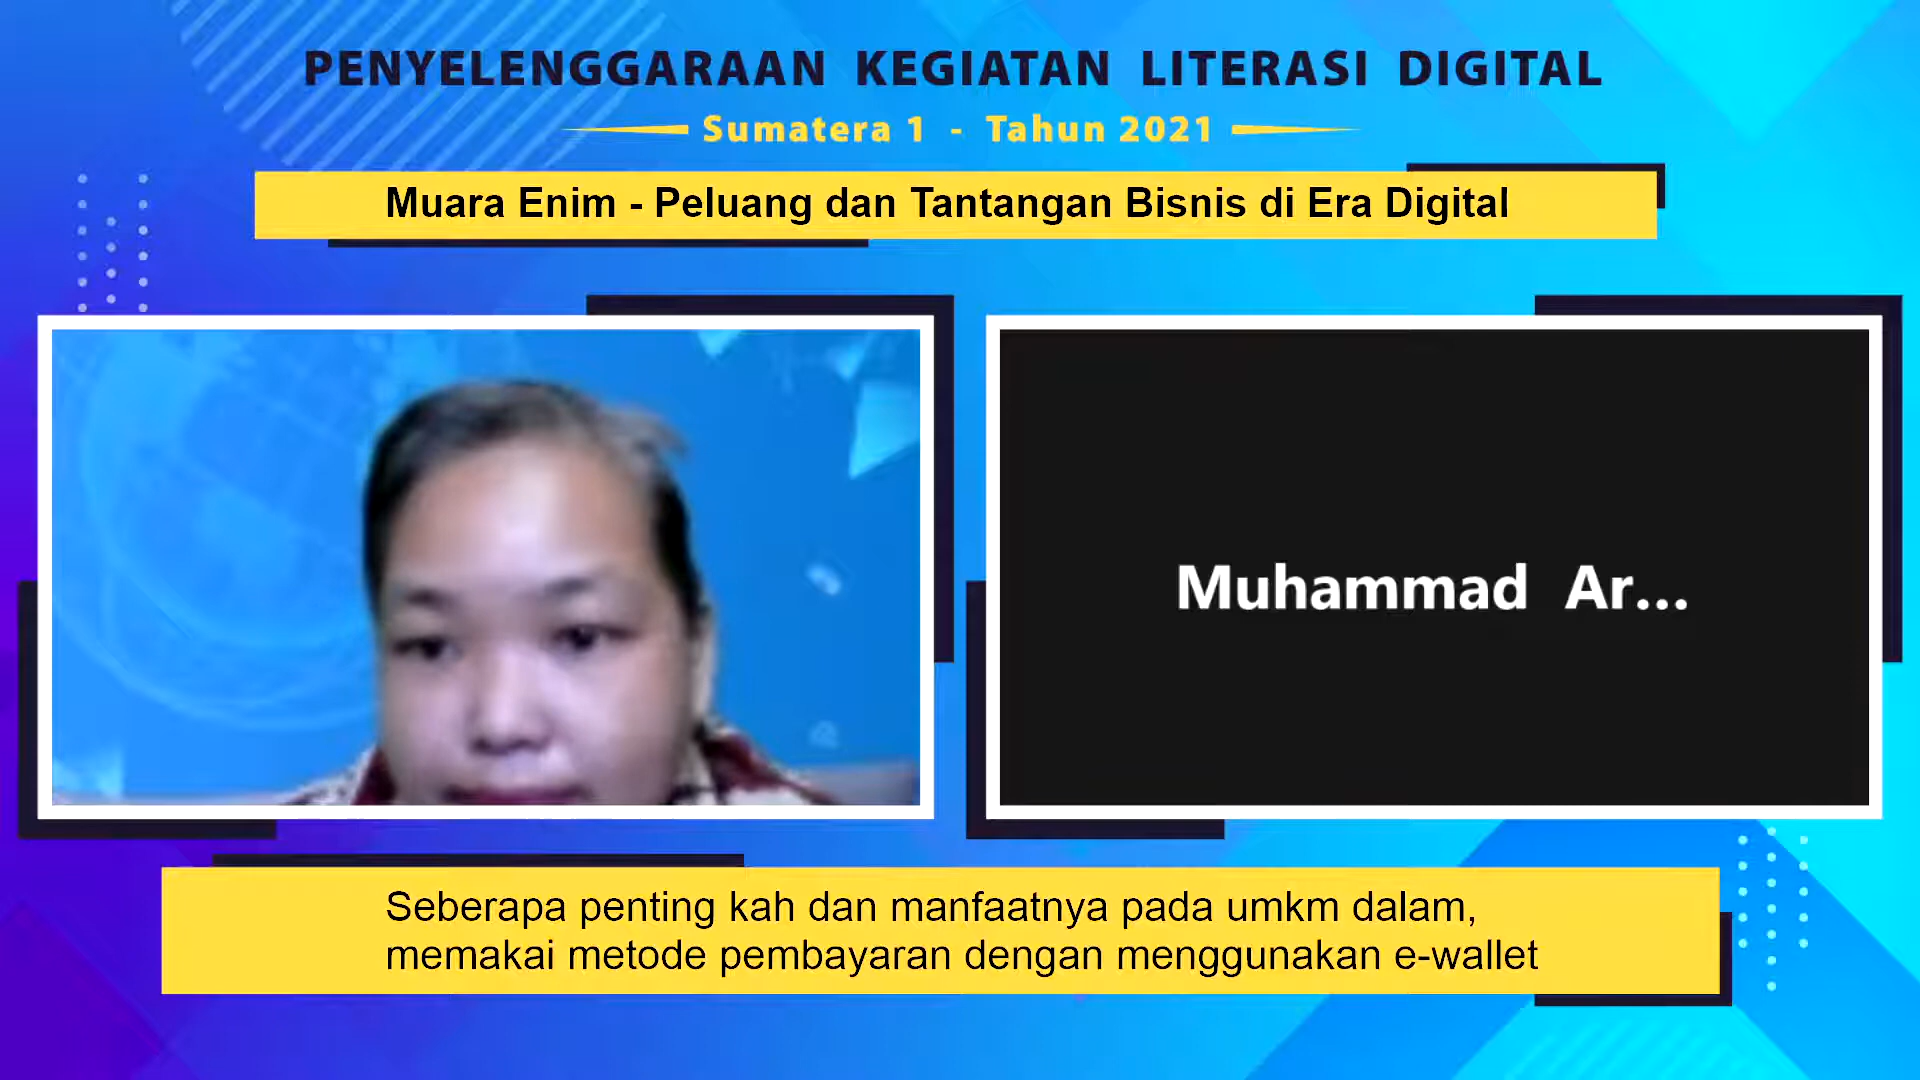 PENYELENGGARAAN KEGIATAN LITERASI DIGITAL
Sumatera 1 - Tahun 2021
Muara Enim - Peluang dan Tantangan Bisnis di Era Digital
Muhammad Ar...
Seberapa penting kah dan manfaatnya pada umkm dalam,
memakai metode pembayaran dengan menggunakan e-wallet